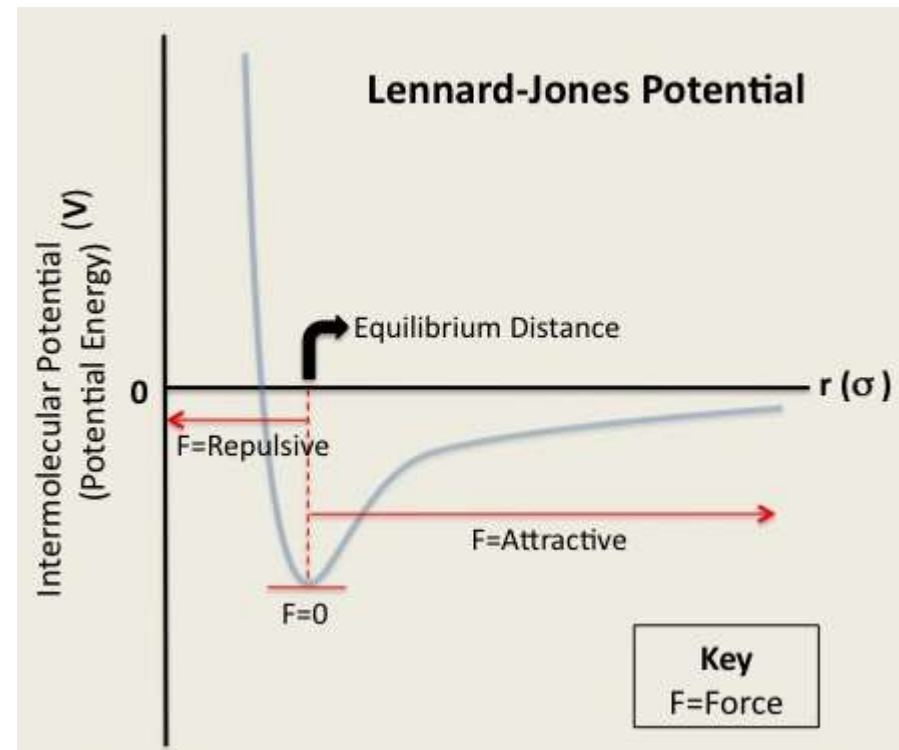 Lennard-Jones Potential
Intermolecular Potential (V)
(Potential Energy)
Equilibrium Distance
0
r (σ )
F=Repulsive
F=Attractive
F=0
Key
F=Force